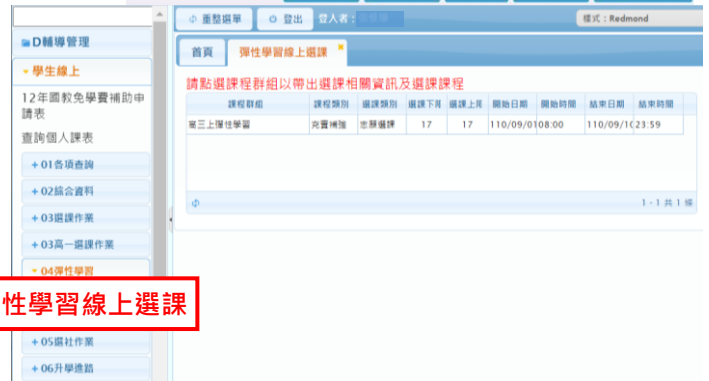 重整選單
登出
登入者:
樣式:Redmond
D輔導管理
學生線上
12年國教免學費補助申
請表
查詢個人課表
+01各項查詢
+02綜合資料
+03選課作業
+03高一選課作業
04彈性學習
性學習線上選課
+05選社作業
+06升學進路
首頁
彈性學習線上選課
請點選課程群組以帶出選課相關資訊及選課課程
課程群組 課程類別 選課類別 選課下限 選課上限 開始日期 開始時間 結束日期 結束時間
高三上彈性學習 充實補強 志願選課 17 17 110/09/0 08:00 110/09/1 23:59
1 - 1 共 1 條